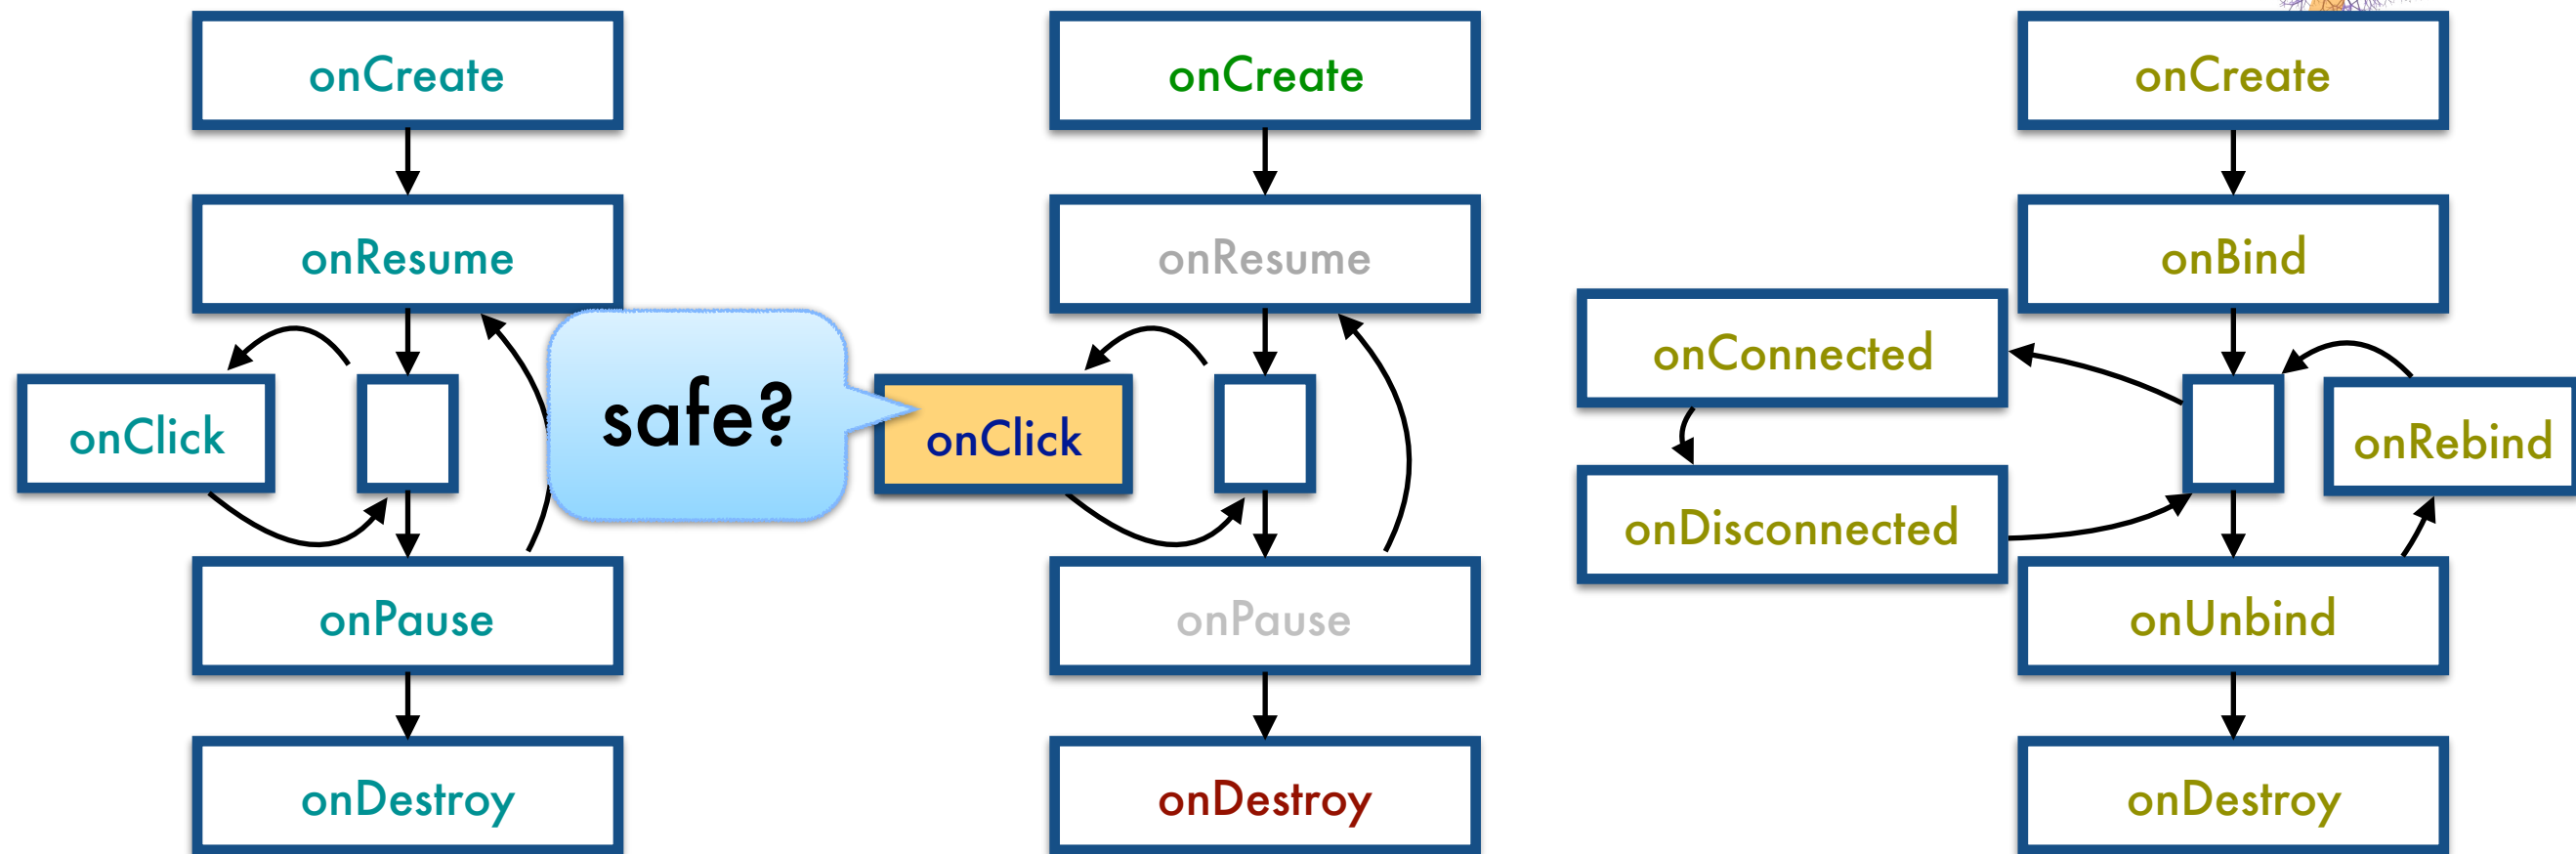 onCreate
onResume
onClick
onPause
onDestroy
safe?
onCreate
onResume
onClick
onPause
onDestroy
onCreate
onBind
onConnected
onRebind
onDisconnected
onUnbind
onDestroy